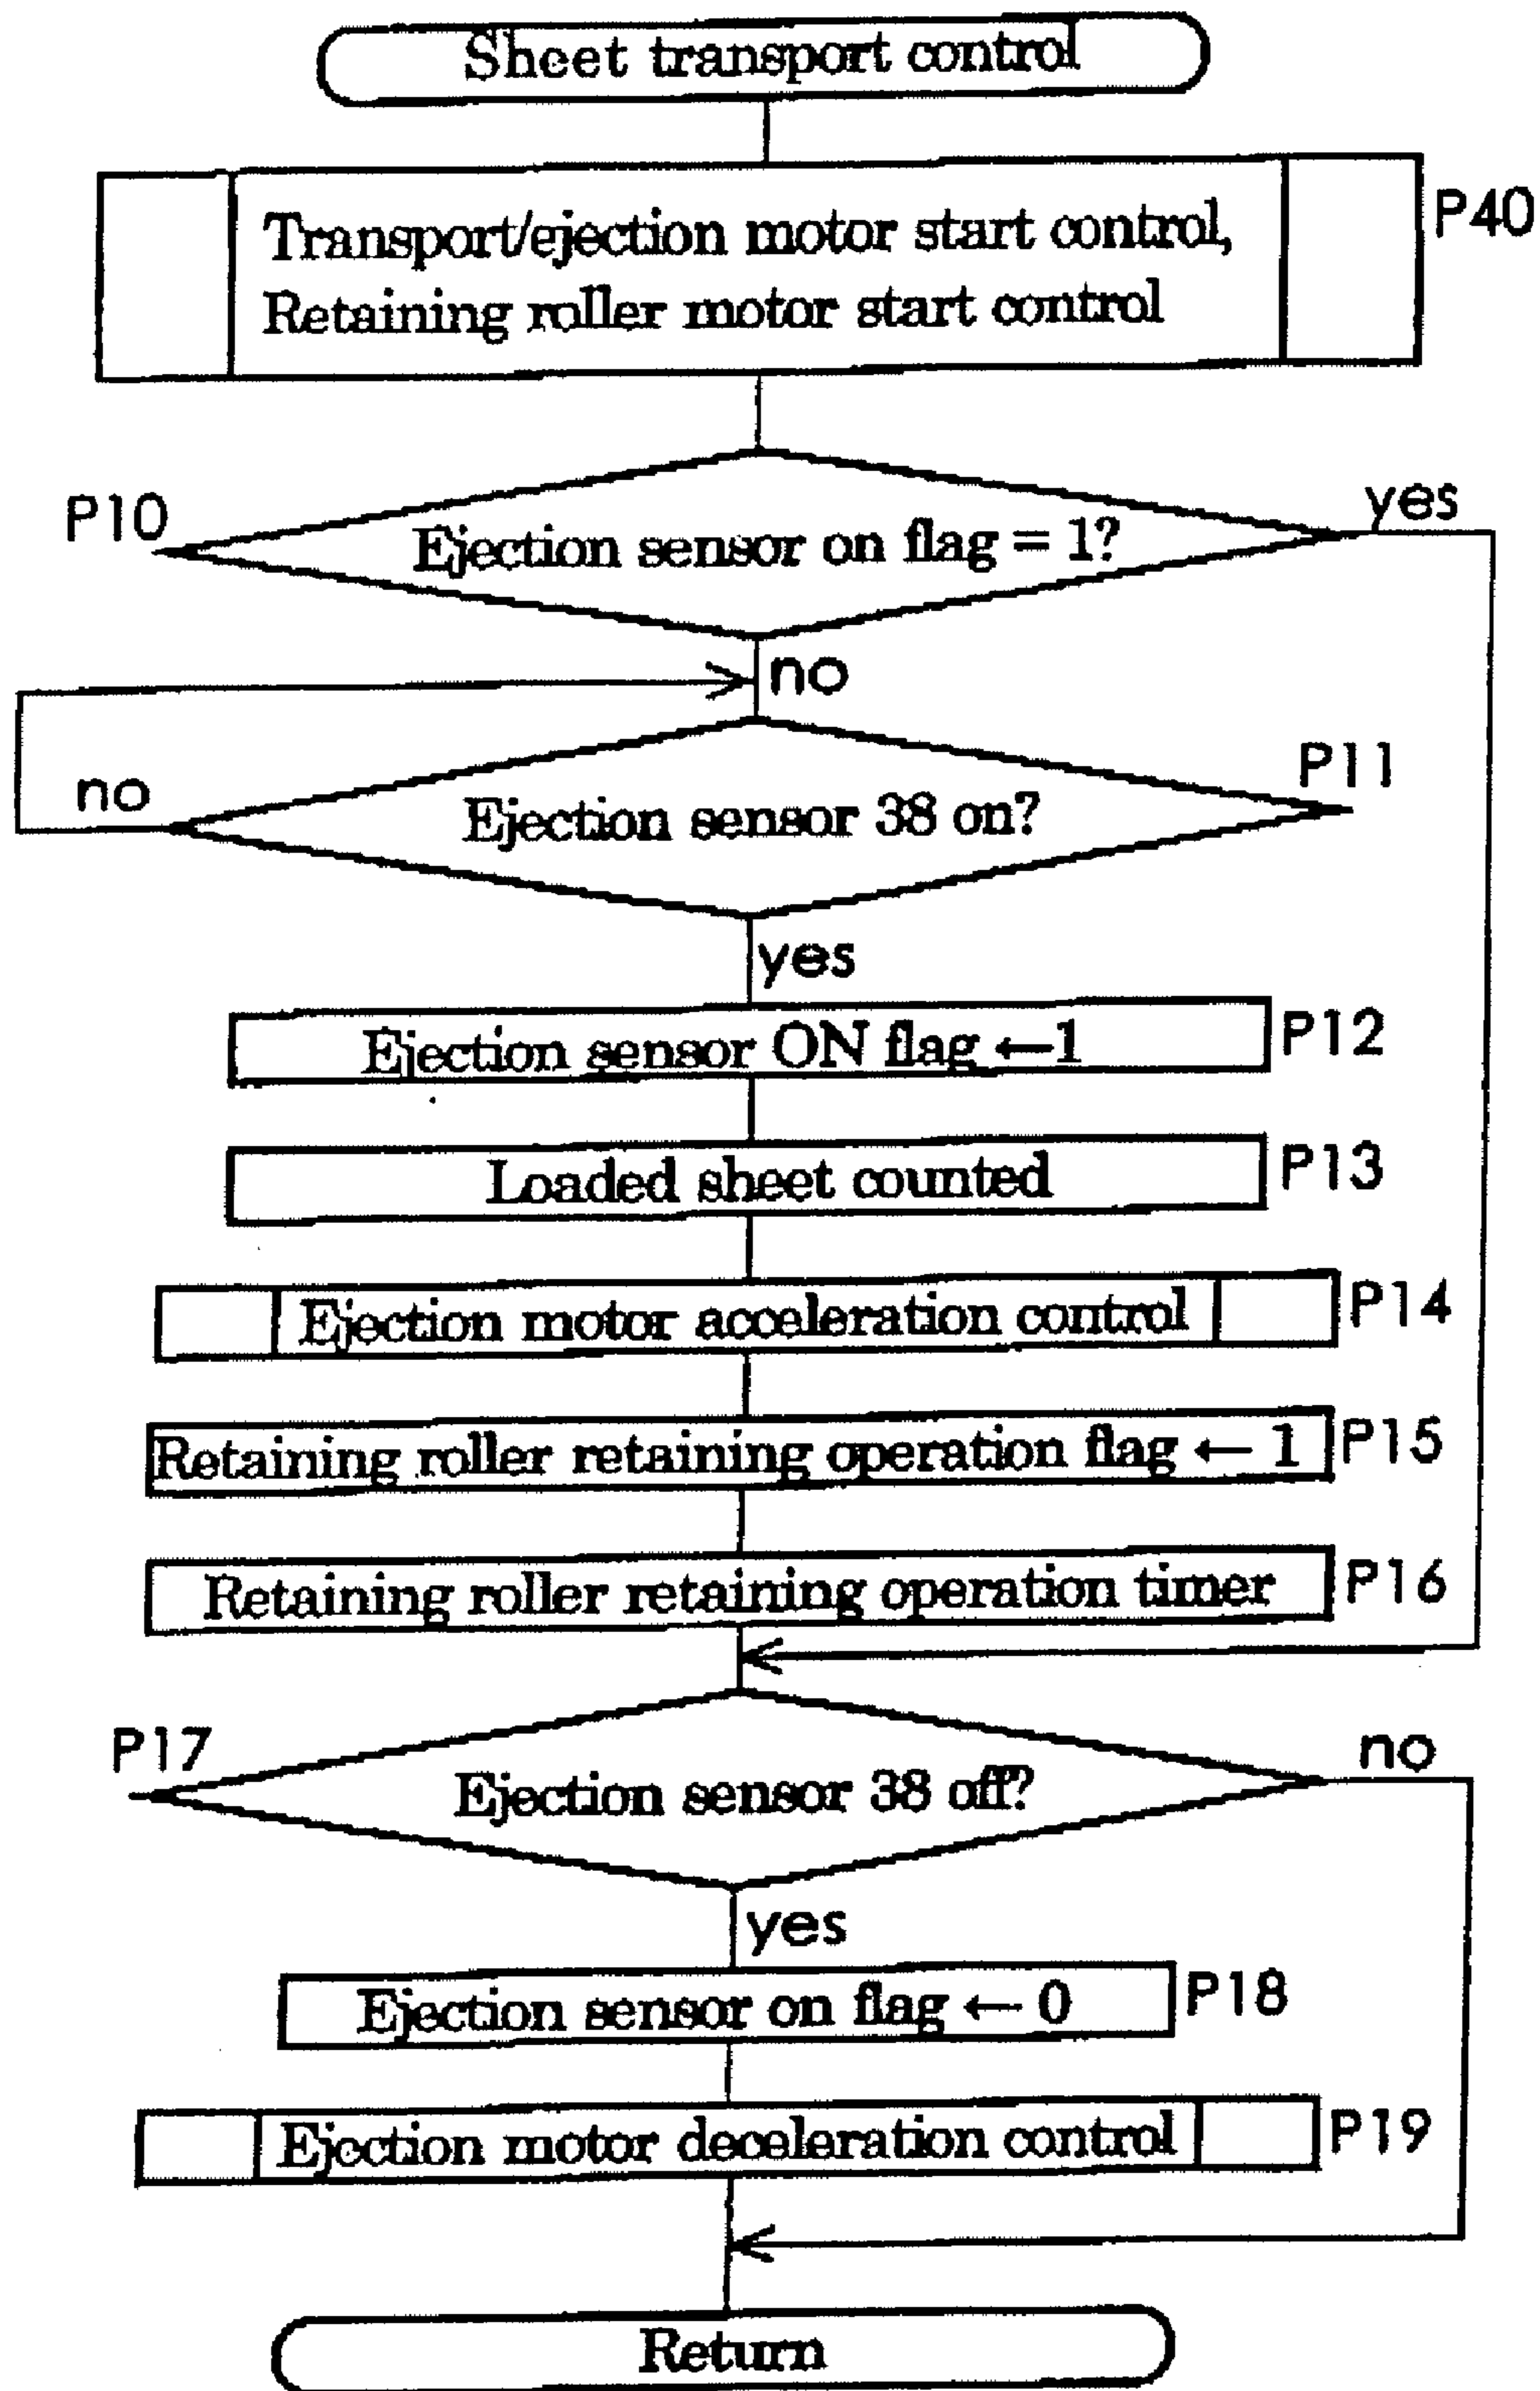 Sheet transport control
Transport/ejection motor start control,
Retaining roller motor start control
P40
P10
Ejection sensor on flag = 1?
yes
no
P11
no
Ejection sensor 38 on?
yes
Ejection sensor ON flag ←1
P12
Loaded sheet counted
P13
Ejection motor acceleration control
P14
Retaining roller retaining operation flag ← 1
P15
Retaining roller retaining operation timer
P16
P17
Ejection sensor 38 off?
no
yes
Ejection sensor on flag ← 0
P18
Ejection motor deceleration control
P19
Return